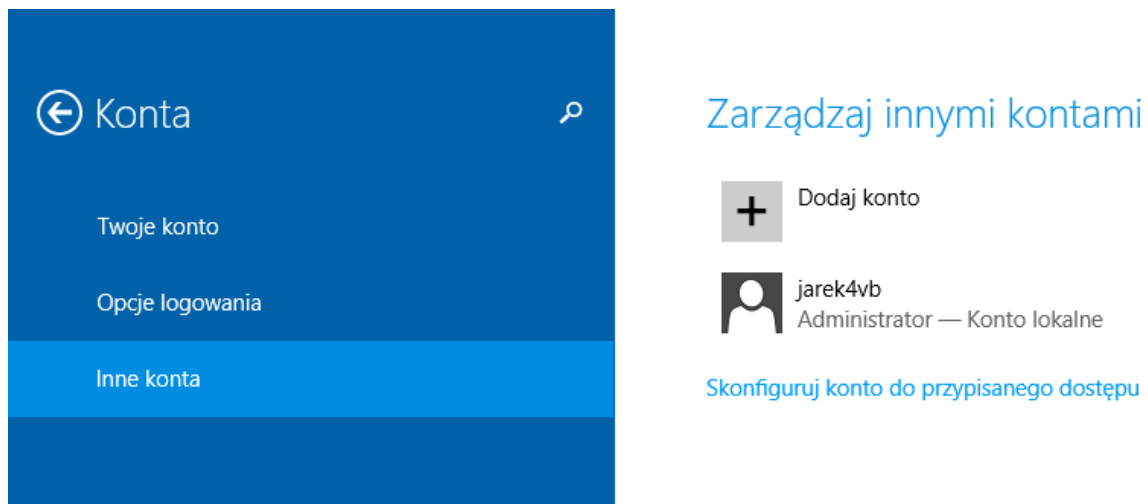 Konta
Twoje konto
Opcje logowania
Inne konta
Zarządzaj innymi kontami
Dodaj konto
jarek4vb
Administrator — Konto lokalne
Skonfiguruj konto do przypisanego dostępu